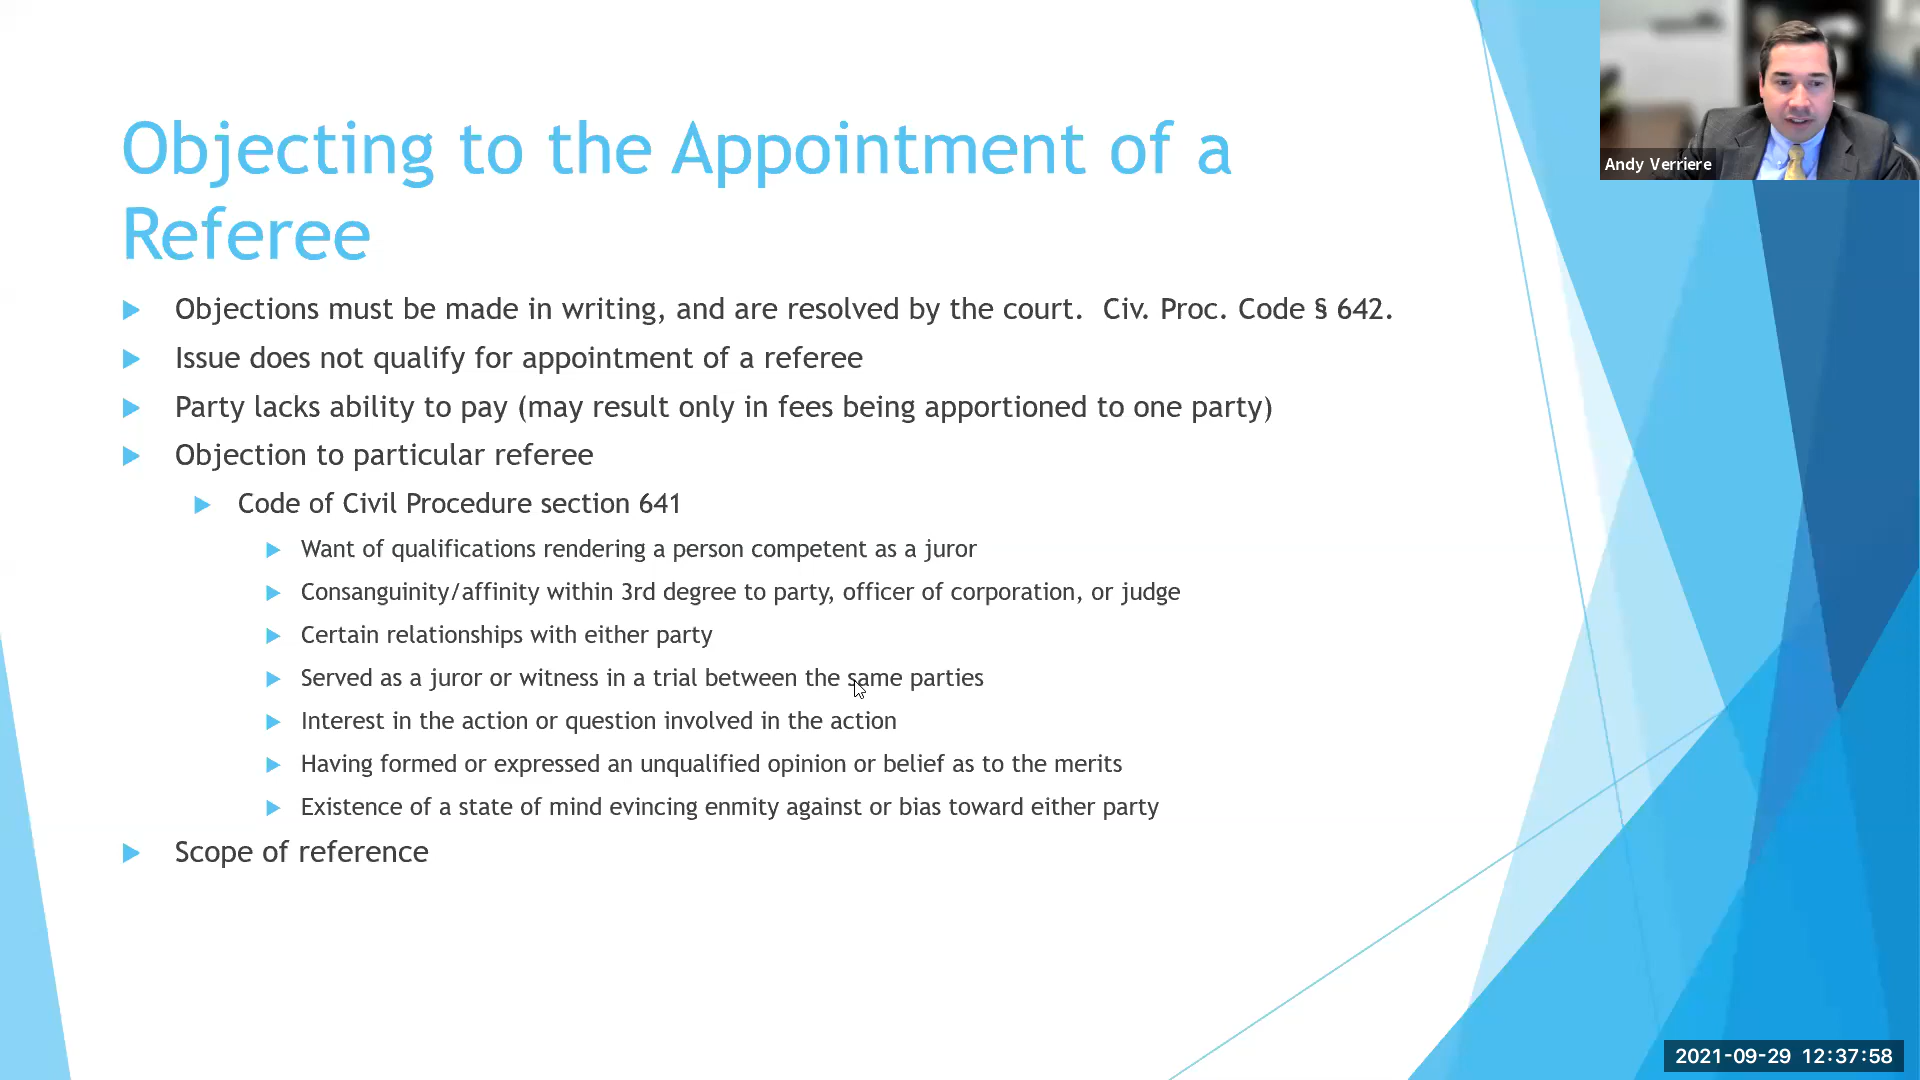 Objecting to the Appointment of a
Referee
Objections must be made in writing, and are resolved by the court.  Civ. Proc. Code § 642.
Issue does not qualify for appointment of a referee
Party lacks ability to pay (may result only in fees being apportioned to one party)
Objection to particular referee
Code of Civil Procedure section 641
Want of qualifications rendering a person competent as a juror
Consanguinity/affinity within 3rd degree to party, officer of corporation, or judge
Certain relationships with either party
Served as a juror or witness in a trial between the same parties
Interest in the action or question involved in the action
Having formed or expressed an unqualified opinion or belief as to the merits
Existence of a state of mind evincing enmity against or bias toward either party
Scope of reference
Andy Verriere
2021-09-29 12:37:58